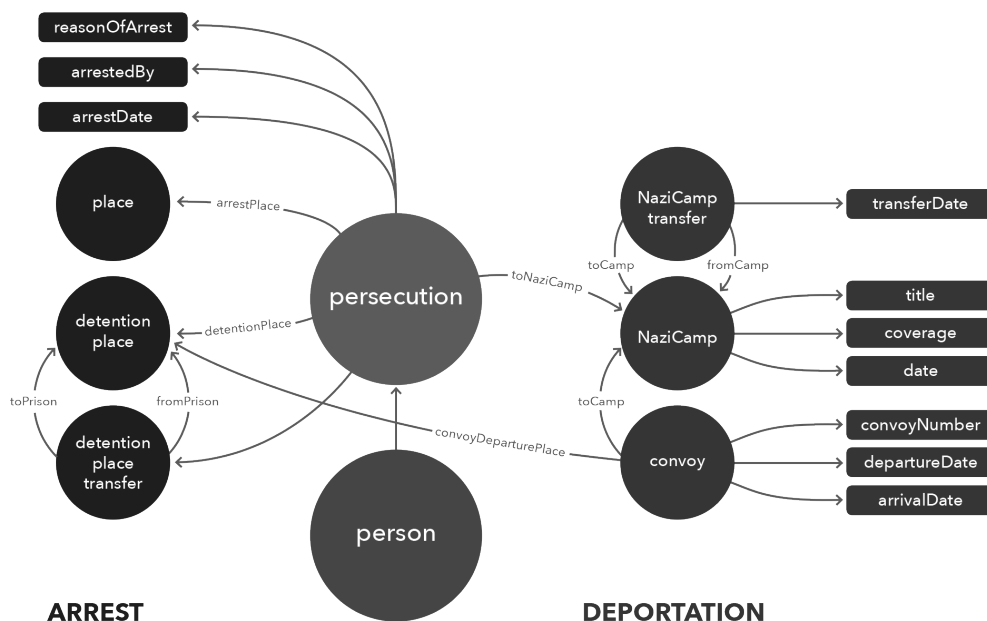 reasonOfArrest
arrestedBy
arrestDate
place
arrestPlace
persecution
detention
place
detentionPlace
toPrison
fromPrison
detention
place
transfer
person
convoyDeparturePlace
toNaziCamp
NaziCamp
transfer
transferDate
toCamp
fromCamp
NaziCamp
title
coverage
date
toCamp
convoy
convoyNumber
departureDate
arrivalDate
ARREST
DEPORTATION